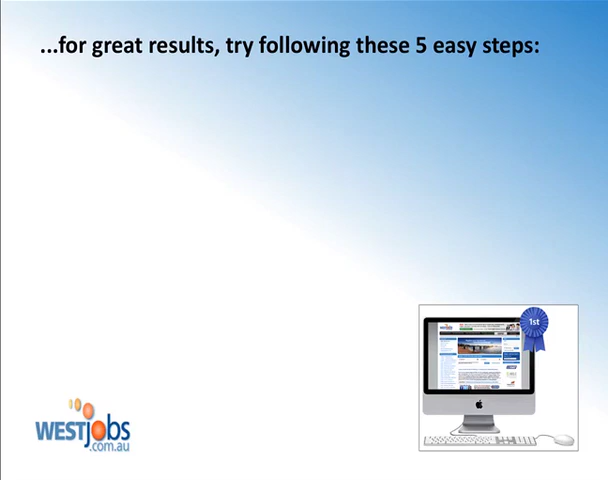 ...for great results, try following these 5 easy steps:
1st
WESTjobs
.com.au